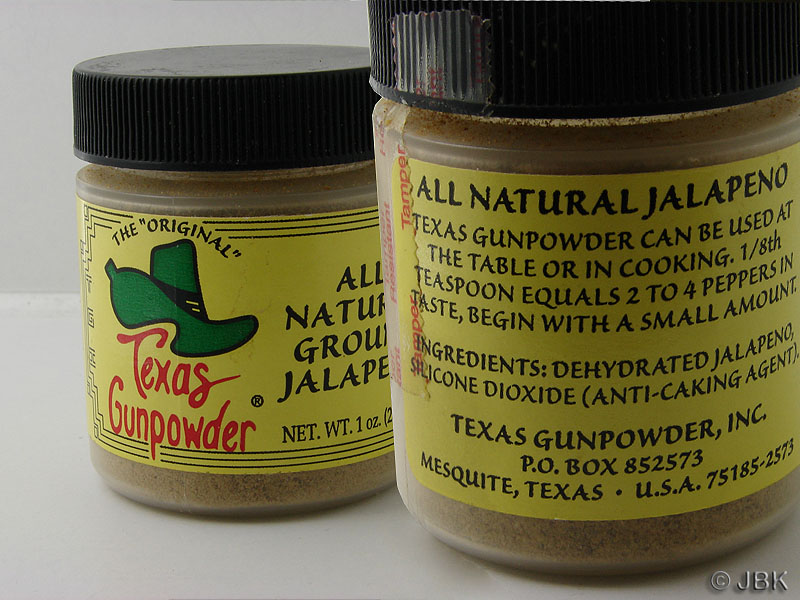 THE "ORIGINAL"
Texas
Gunpowder ®
ALL
NATUR
GROU
JALAPE
NET. WT. 1 oz. (2
Tamper
ALL NATURAL JALAPENO
TEXAS GUNPOWDER CAN BE USED AT
THE TABLE OR IN COOKING. 1/8th
TEASPOON EQUALS 2 TO 4 PEPPERS IN
TASTE, BEGIN WITH A SMALL AMOUNT.
INGREDIENTS: DEHYDRATED JALAPENO,
SILICONE DIOXIDE (ANTI-CAKING AGENT).
TEXAS GUNPOWDER, INC.
P.O. BOX 852573
MESQUITE, TEXAS • U.S.A. 75185-2573
© JBK